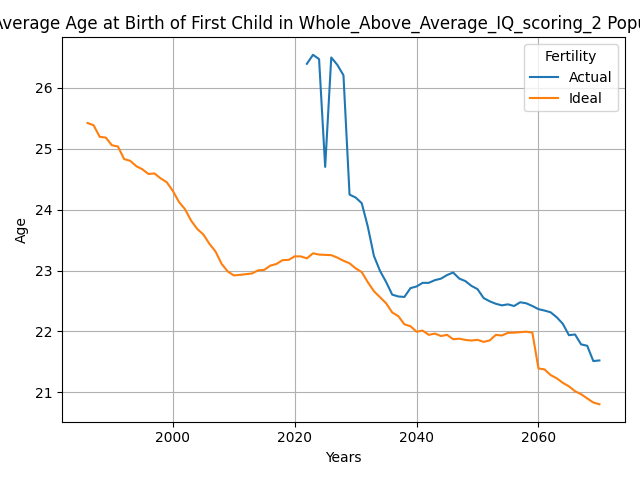 Average Age at Birth of First Child in Whole_Above_Average_IQ_scoring_2
Fertility
Actual
Ideal
26
25
24
23
22
21
Age
2000
2020
2040
2060
Years